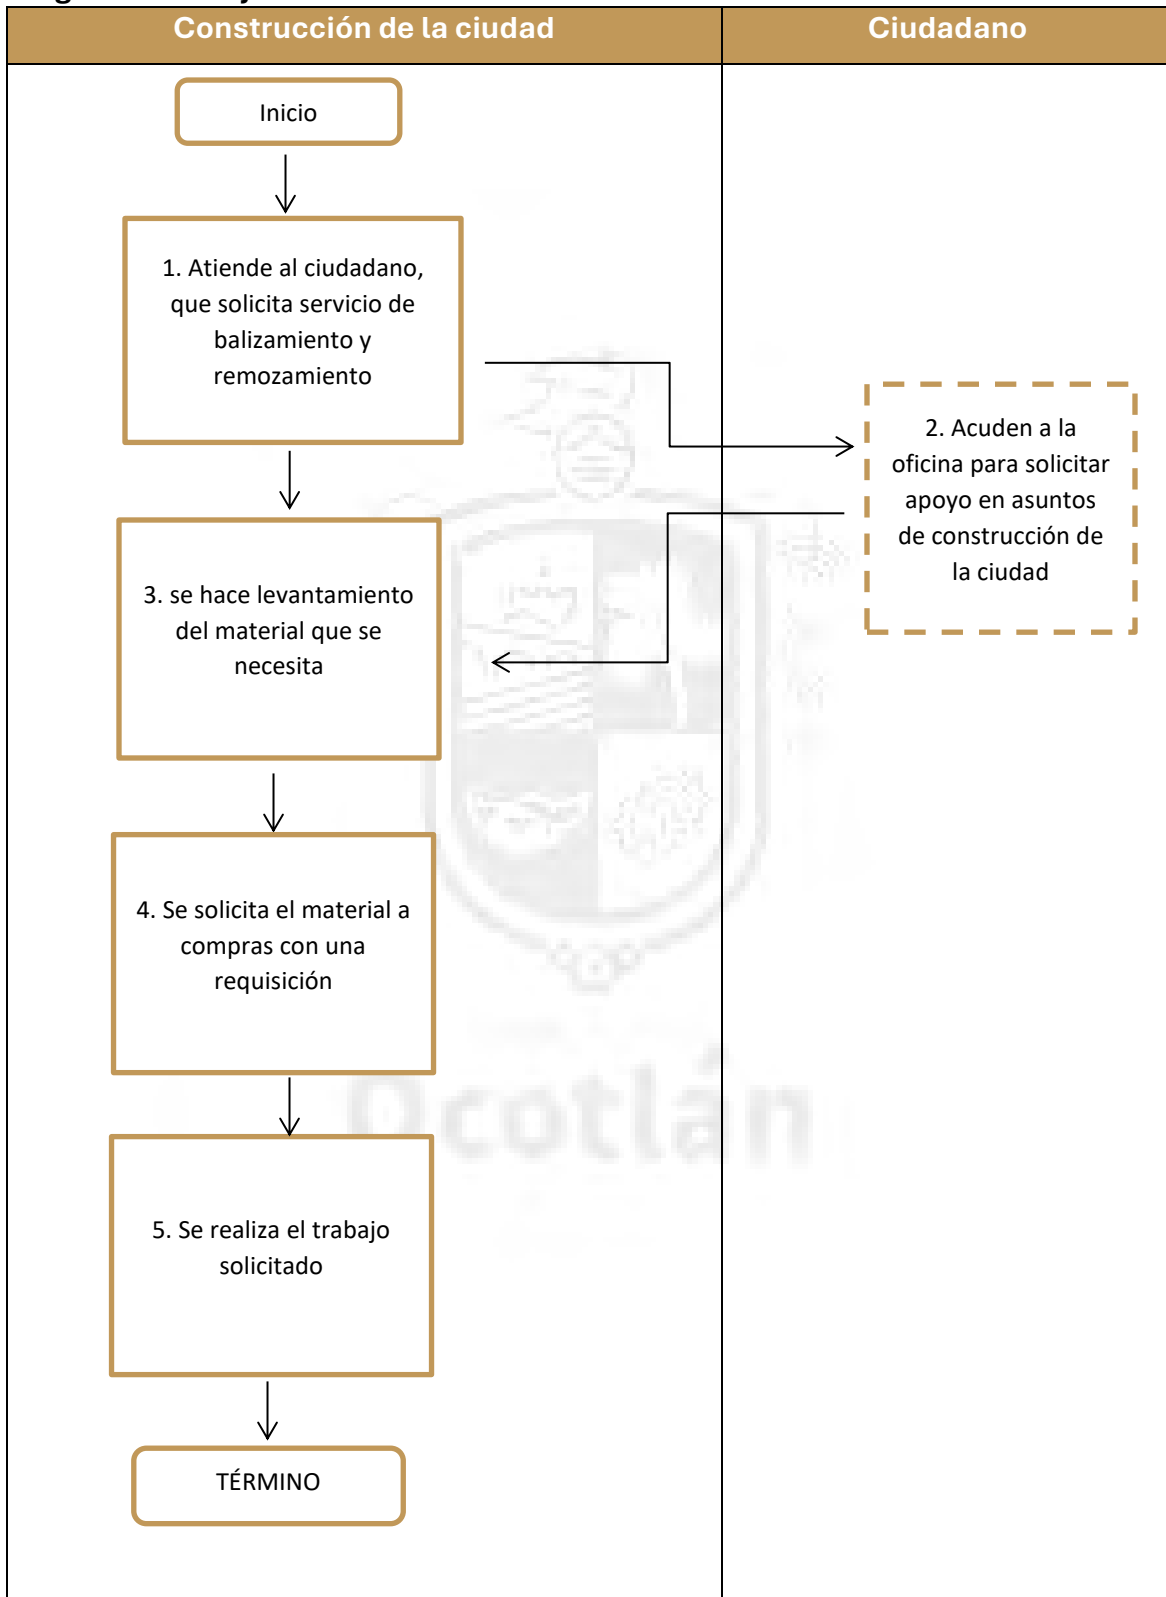 Construcción de la ciudad
Ciudadano
Inicio
1. Atiende al ciudadano,
que solicita servicio de
balizamiento y
remozamiento
2. Acuden a la
oficina para solicitar
apoyo en asuntos
de construcción de
la ciudad
3. se hace levantamiento
del material que se
necesita
4. Se solicita el material a
compras con una
requisición
Ocotlán
5. Se realiza el trabajo
solicitado
TÉRMINO